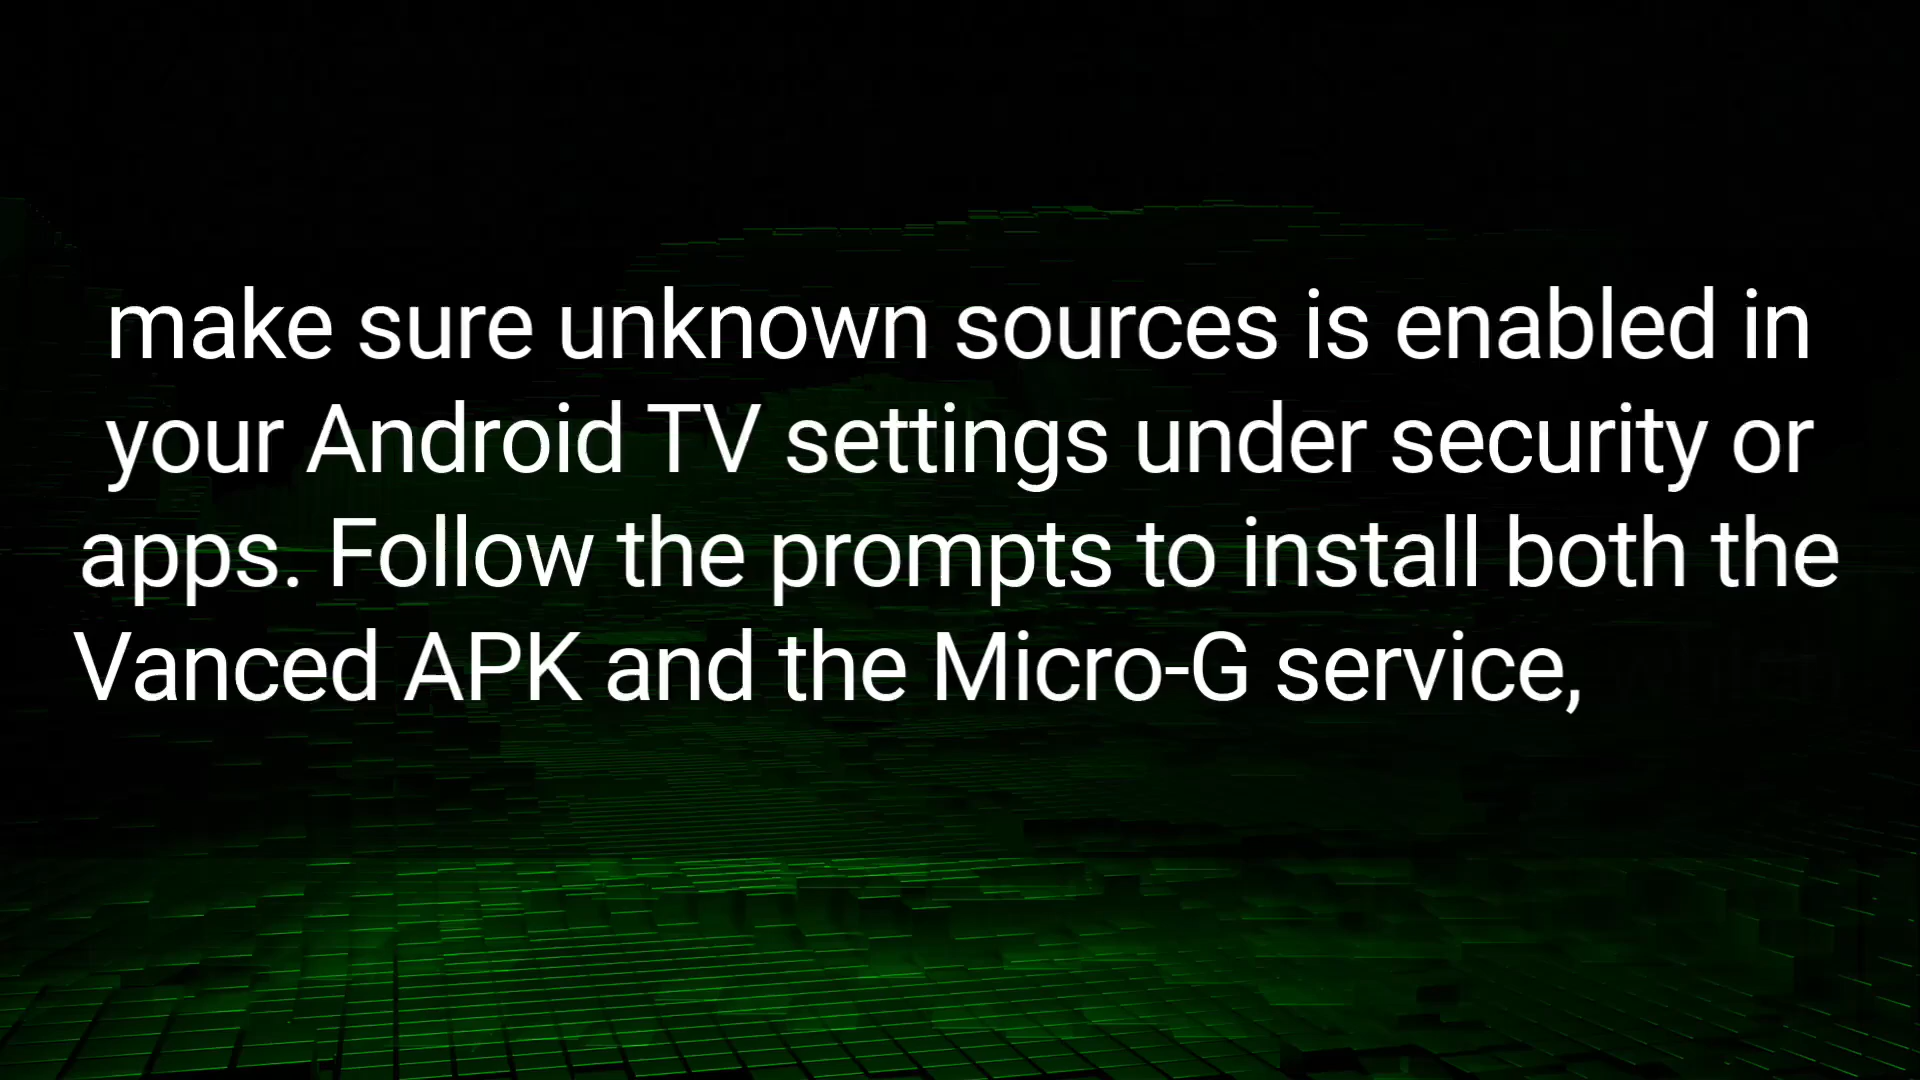 make sure unknown sources is enabled in
your Android TV settings under security or
apps. Follow the prompts to install both the
Vanced APK and the Micro-G service,